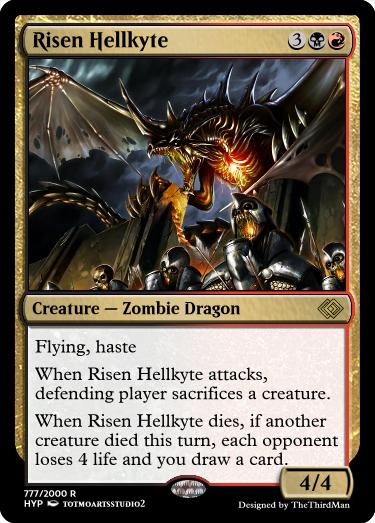 Risen Hellkyte 3
Creature — Zombie Dragon
Flying, haste
When Risen Hellkyte attacks,
defending player sacrifices a creature.
When Risen Hellkyte dies, if another
creature died this turn, each opponent
loses 4 life and you draw a card.
4/4
777/2000 R
HYP TOTMOARTSSTUDIO2 Designed by TheThirdMan